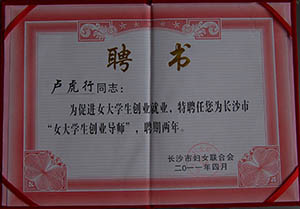 聘书
卢虎行同志：
为促进女大学生创业就业，特聘任您为长沙市
“女大学生创业导师”，聘期两年。
长沙市妇女联合会
二〇一一年四月